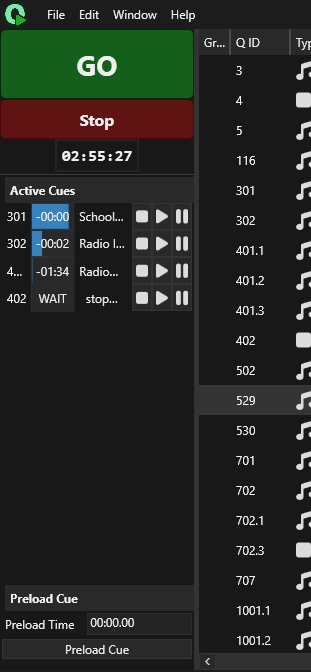 File Edit Window Help
GO
Stop
02:55:27
Active Cues
301 -00:00 School...
302 -00:02 Radio I...
4... -01:34 Radio...
402 WAIT stop...
Preload Cue
Preload Time 00:00.00
Preload Cue
Gr... Q ID Typ
3
4
5
116
301
302
401.1
401.2
401.3
402
502
529
530
701
702
702.1
702.3
707
1001.1
1001.2